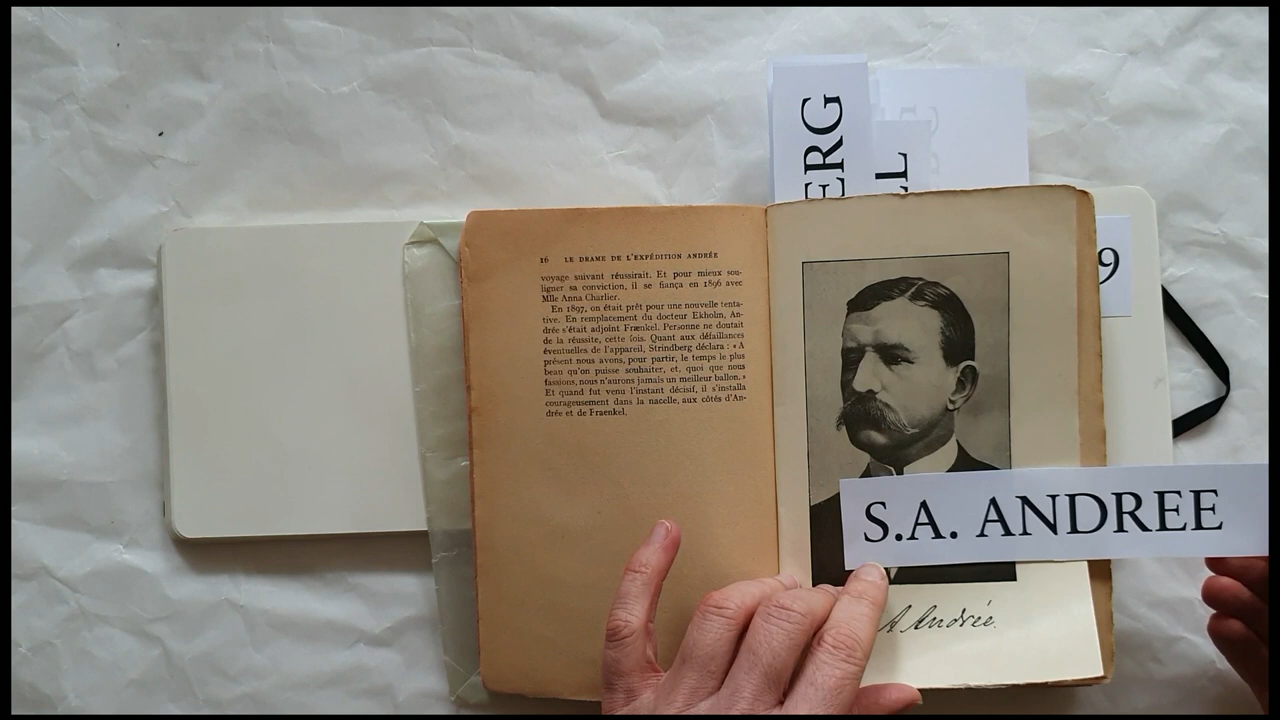 ERG
LL
9
16 LE DRAME DE L'EXPÉDITION ANDRÉE
voyage suivant réussirait. Et pour mieux sou-
ligner sa conviction, il se fiança en 1896 avec
Mlle Anna Charlier.
En 1897, on était prêt pour une nouvelle tenta-
tive. En remplacement du docteur Ekholm, An-
drée s'était adjoint Frænkel. Personne ne doutait
de la réussite, cette fois. Quant aux défaillances
éventuelles de l'appareil, Strindberg déclara : « A
présent nous avons, pour partir, le temps le plus
beau qu'on puisse souhaiter, et, quoi que nous
fassions, nous n'aurons jamais un meilleur ballon. »
Et quand fut venu l'instant décisif, il s'installa
courageusement dans la nacelle, aux côtés d'An-
drée et de Fraenkel.
S.A. ANDREE
A Andrée.